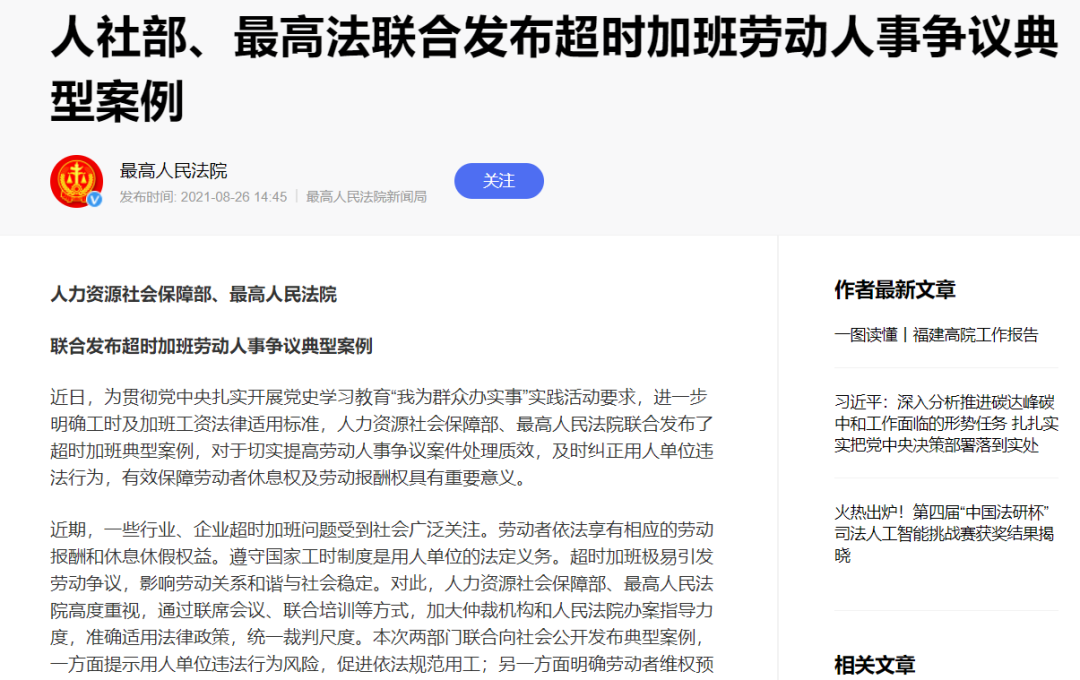 人社部、最高法联合发布超时加班劳动人事争议典
型案例
最高人民法院
发布时间: 2021-08-26 14:45 | 最高人民法院新闻局
关注
人力资源社会保障部、最高人民法院
联合发布超时加班劳动人事争议典型案例
近日，为贯彻党中央扎实开展党史学习教育“我为群众办实事”实践活动要求，进一步
明确工时及加班工资法律适用标准，人力资源社会保障部、最高人民法院联合发布了
超时加班典型案例，对于切实提高劳动人事争议案件处理质效，及时纠正用人单位违
法行为，有效保障劳动者休息权及劳动报酬权具有重要意义。
近期，一些行业、企业超时加班问题受到社会广泛关注。劳动者依法享有相应的劳动
报酬和休息休假权益。遵守国家工时制度是用人单位的法定义务。超时加班极易引发
劳动争议，影响劳动关系和谐与社会稳定。对此，人力资源社会保障部、最高人民法
院高度重视，通过联席会议、联合培训等方式，加大仲裁机构和人民法院办案指导力
度，准确适用法律政策，统一裁判尺度。本次两部门联合向社会公开发布典型案例，
一方面提示用人单位违法行为风险，促进依法规范用工；另一方面明确劳动者维权预
作者最新文章
一图读懂丨福建高院工作报告
习近平：深入分析推进碳达峰碳
中和工作面临的形势任务 扎扎实
实把党中央决策部署落到实处
火热出炉！第四届“中国法研杯”
司法人工智能挑战赛获奖结果揭
晓
相关文章